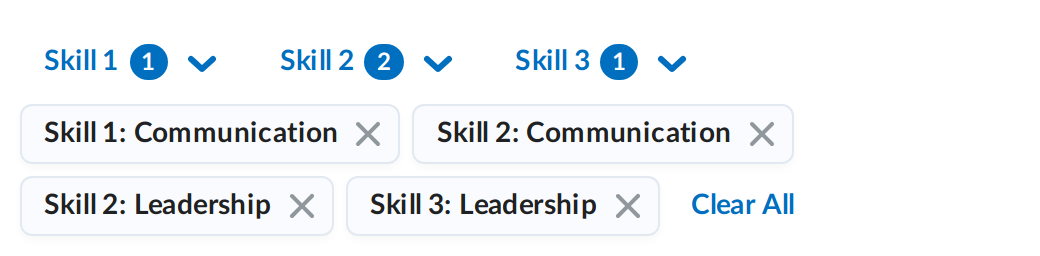 Skill 1 1 Skill 2 2 Skill 3 1
Skill 1: Communication Skill 2: Communication
Skill 2: Leadership Skill 3: Leadership Clear All